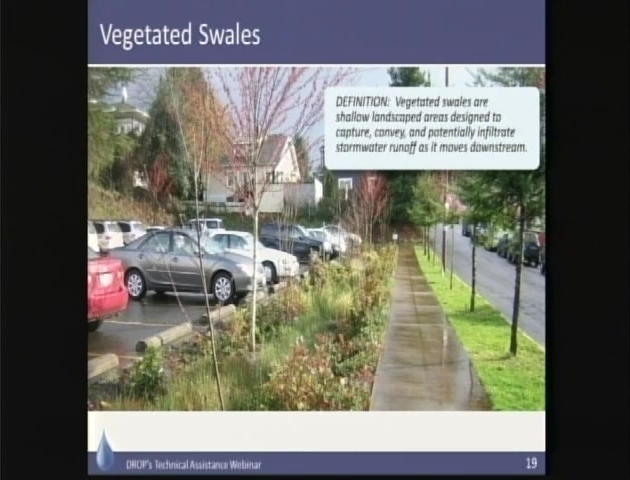 Vegetated Swales
DEFINITION: Vegetated swales are
shallow landscaped areas designed to
capture, convey, and potentially infiltrate
stormwater runoff as it moves downstream.
DROP's Technical Assistance Webinar
19